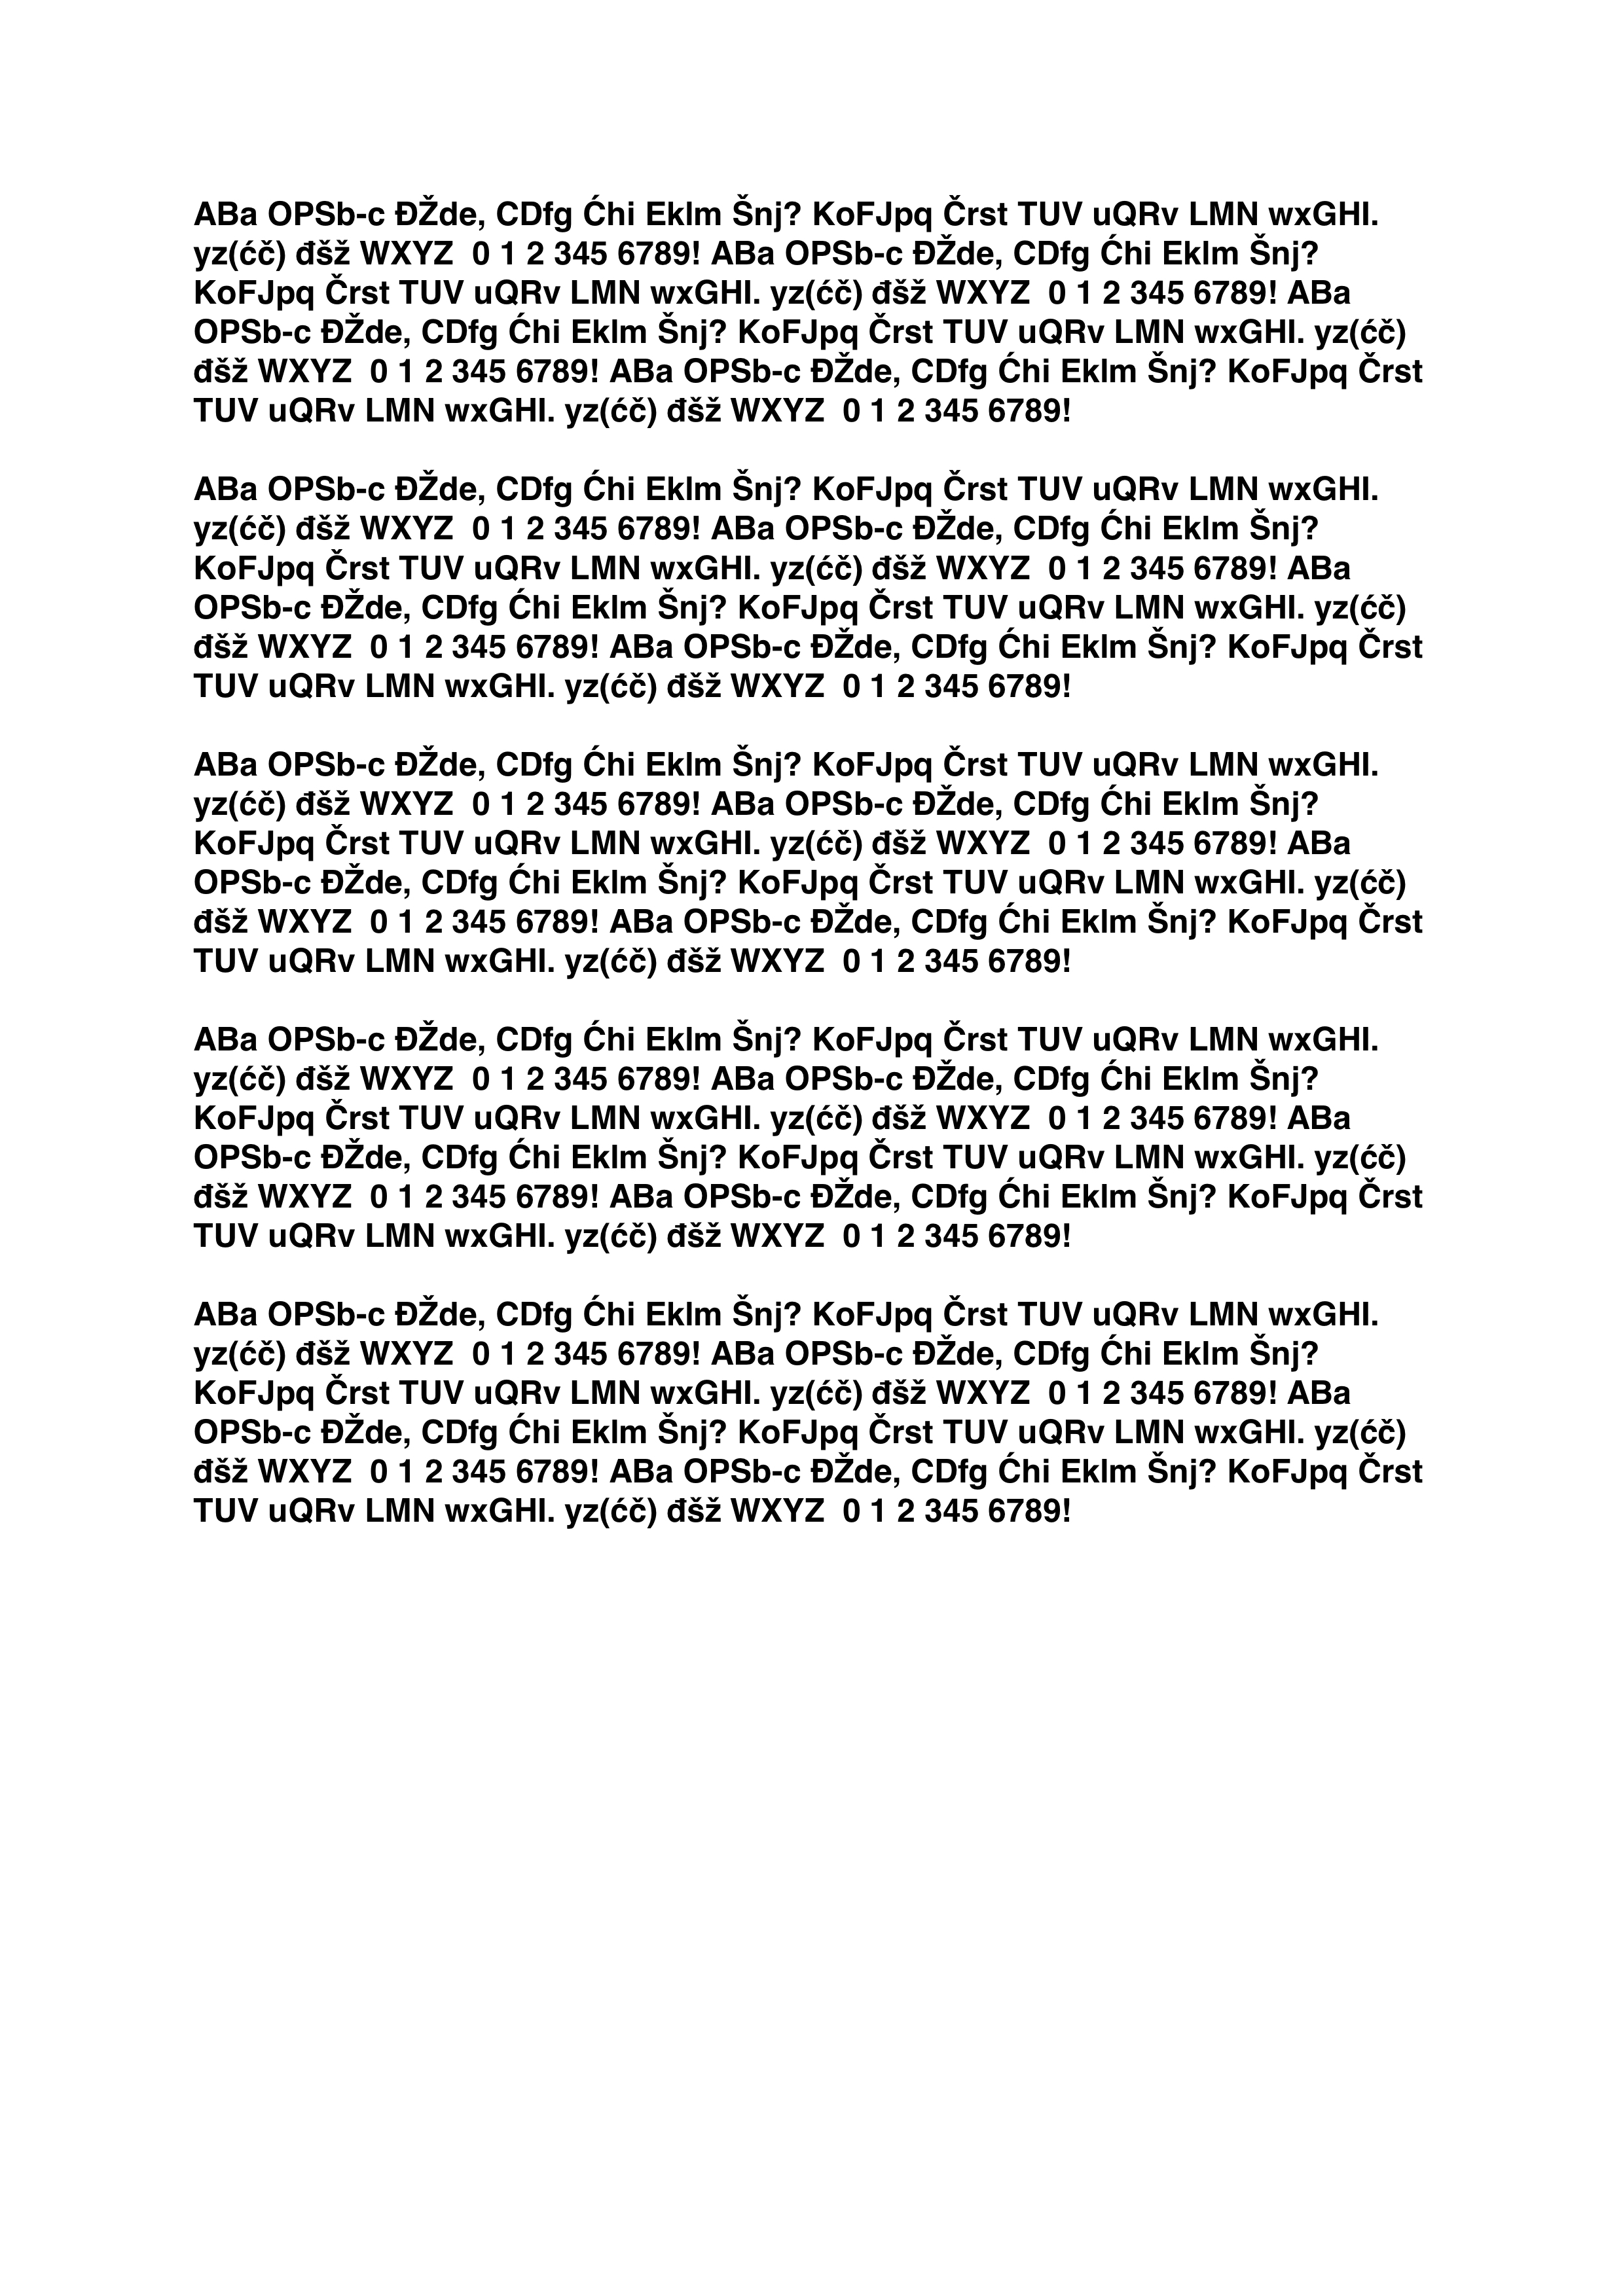 ABa OPSb-c ĐŽde, CDfg Ćhi Eklm Šnj? KoFJpq Črst TUV uQRv LMN wxGHI.
yz(ćč) đšž WXYZ  0 1 2 345 6789! ABa OPSb-c ĐŽde, CDfg Ćhi Eklm Šnj?
KoFJpq Črst TUV uQRv LMN wxGHI. yz(ćč) đšž WXYZ  0 1 2 345 6789! ABa
OPSb-c ĐŽde, CDfg Ćhi Eklm Šnj? KoFJpq Črst TUV uQRv LMN wxGHI. yz(ćč)
đšž WXYZ  0 1 2 345 6789! ABa OPSb-c ĐŽde, CDfg Ćhi Eklm Šnj? KoFJpq Črst
TUV uQRv LMN wxGHI. yz(ćč) đšž WXYZ  0 1 2 345 6789!

ABa OPSb-c ĐŽde, CDfg Ćhi Eklm Šnj? KoFJpq Črst TUV uQRv LMN wxGHI.
yz(ćč) đšž WXYZ  0 1 2 345 6789! ABa OPSb-c ĐŽde, CDfg Ćhi Eklm Šnj?
KoFJpq Črst TUV uQRv LMN wxGHI. yz(ćč) đšž WXYZ  0 1 2 345 6789! ABa
OPSb-c ĐŽde, CDfg Ćhi Eklm Šnj? KoFJpq Črst TUV uQRv LMN wxGHI. yz(ćč)
đšž WXYZ  0 1 2 345 6789! ABa OPSb-c ĐŽde, CDfg Ćhi Eklm Šnj? KoFJpq Črst
TUV uQRv LMN wxGHI. yz(ćč) đšž WXYZ  0 1 2 345 6789!

ABa OPSb-c ĐŽde, CDfg Ćhi Eklm Šnj? KoFJpq Črst TUV uQRv LMN wxGHI.
yz(ćč) đšž WXYZ  0 1 2 345 6789! ABa OPSb-c ĐŽde, CDfg Ćhi Eklm Šnj?
KoFJpq Črst TUV uQRv LMN wxGHI. yz(ćč) đšž WXYZ  0 1 2 345 6789! ABa
OPSb-c ĐŽde, CDfg Ćhi Eklm Šnj? KoFJpq Črst TUV uQRv LMN wxGHI. yz(ćč)
đšž WXYZ  0 1 2 345 6789! ABa OPSb-c ĐŽde, CDfg Ćhi Eklm Šnj? KoFJpq Črst
TUV uQRv LMN wxGHI. yz(ćč) đšž WXYZ  0 1 2 345 6789!

ABa OPSb-c ĐŽde, CDfg Ćhi Eklm Šnj? KoFJpq Črst TUV uQRv LMN wxGHI.
yz(ćč) đšž WXYZ  0 1 2 345 6789! ABa OPSb-c ĐŽde, CDfg Ćhi Eklm Šnj?
KoFJpq Črst TUV uQRv LMN wxGHI. yz(ćč) đšž WXYZ  0 1 2 345 6789! ABa
OPSb-c ĐŽde, CDfg Ćhi Eklm Šnj? KoFJpq Črst TUV uQRv LMN wxGHI. yz(ćč)
đšž WXYZ  0 1 2 345 6789! ABa OPSb-c ĐŽde, CDfg Ćhi Eklm Šnj? KoFJpq Črst
TUV uQRv LMN wxGHI. yz(ćč) đšž WXYZ  0 1 2 345 6789!

ABa OPSb-c ĐŽde, CDfg Ćhi Eklm Šnj? KoFJpq Črst TUV uQRv LMN wxGHI.
yz(ćč) đšž WXYZ  0 1 2 345 6789! ABa OPSb-c ĐŽde, CDfg Ćhi Eklm Šnj?
KoFJpq Črst TUV uQRv LMN wxGHI. yz(ćč) đšž WXYZ  0 1 2 345 6789! ABa
OPSb-c ĐŽde, CDfg Ćhi Eklm Šnj? KoFJpq Črst TUV uQRv LMN wxGHI. yz(ćč)
đšž WXYZ  0 1 2 345 6789! ABa OPSb-c ĐŽde, CDfg Ćhi Eklm Šnj? KoFJpq Črst
TUV uQRv LMN wxGHI. yz(ćč) đšž WXYZ  0 1 2 345 6789!